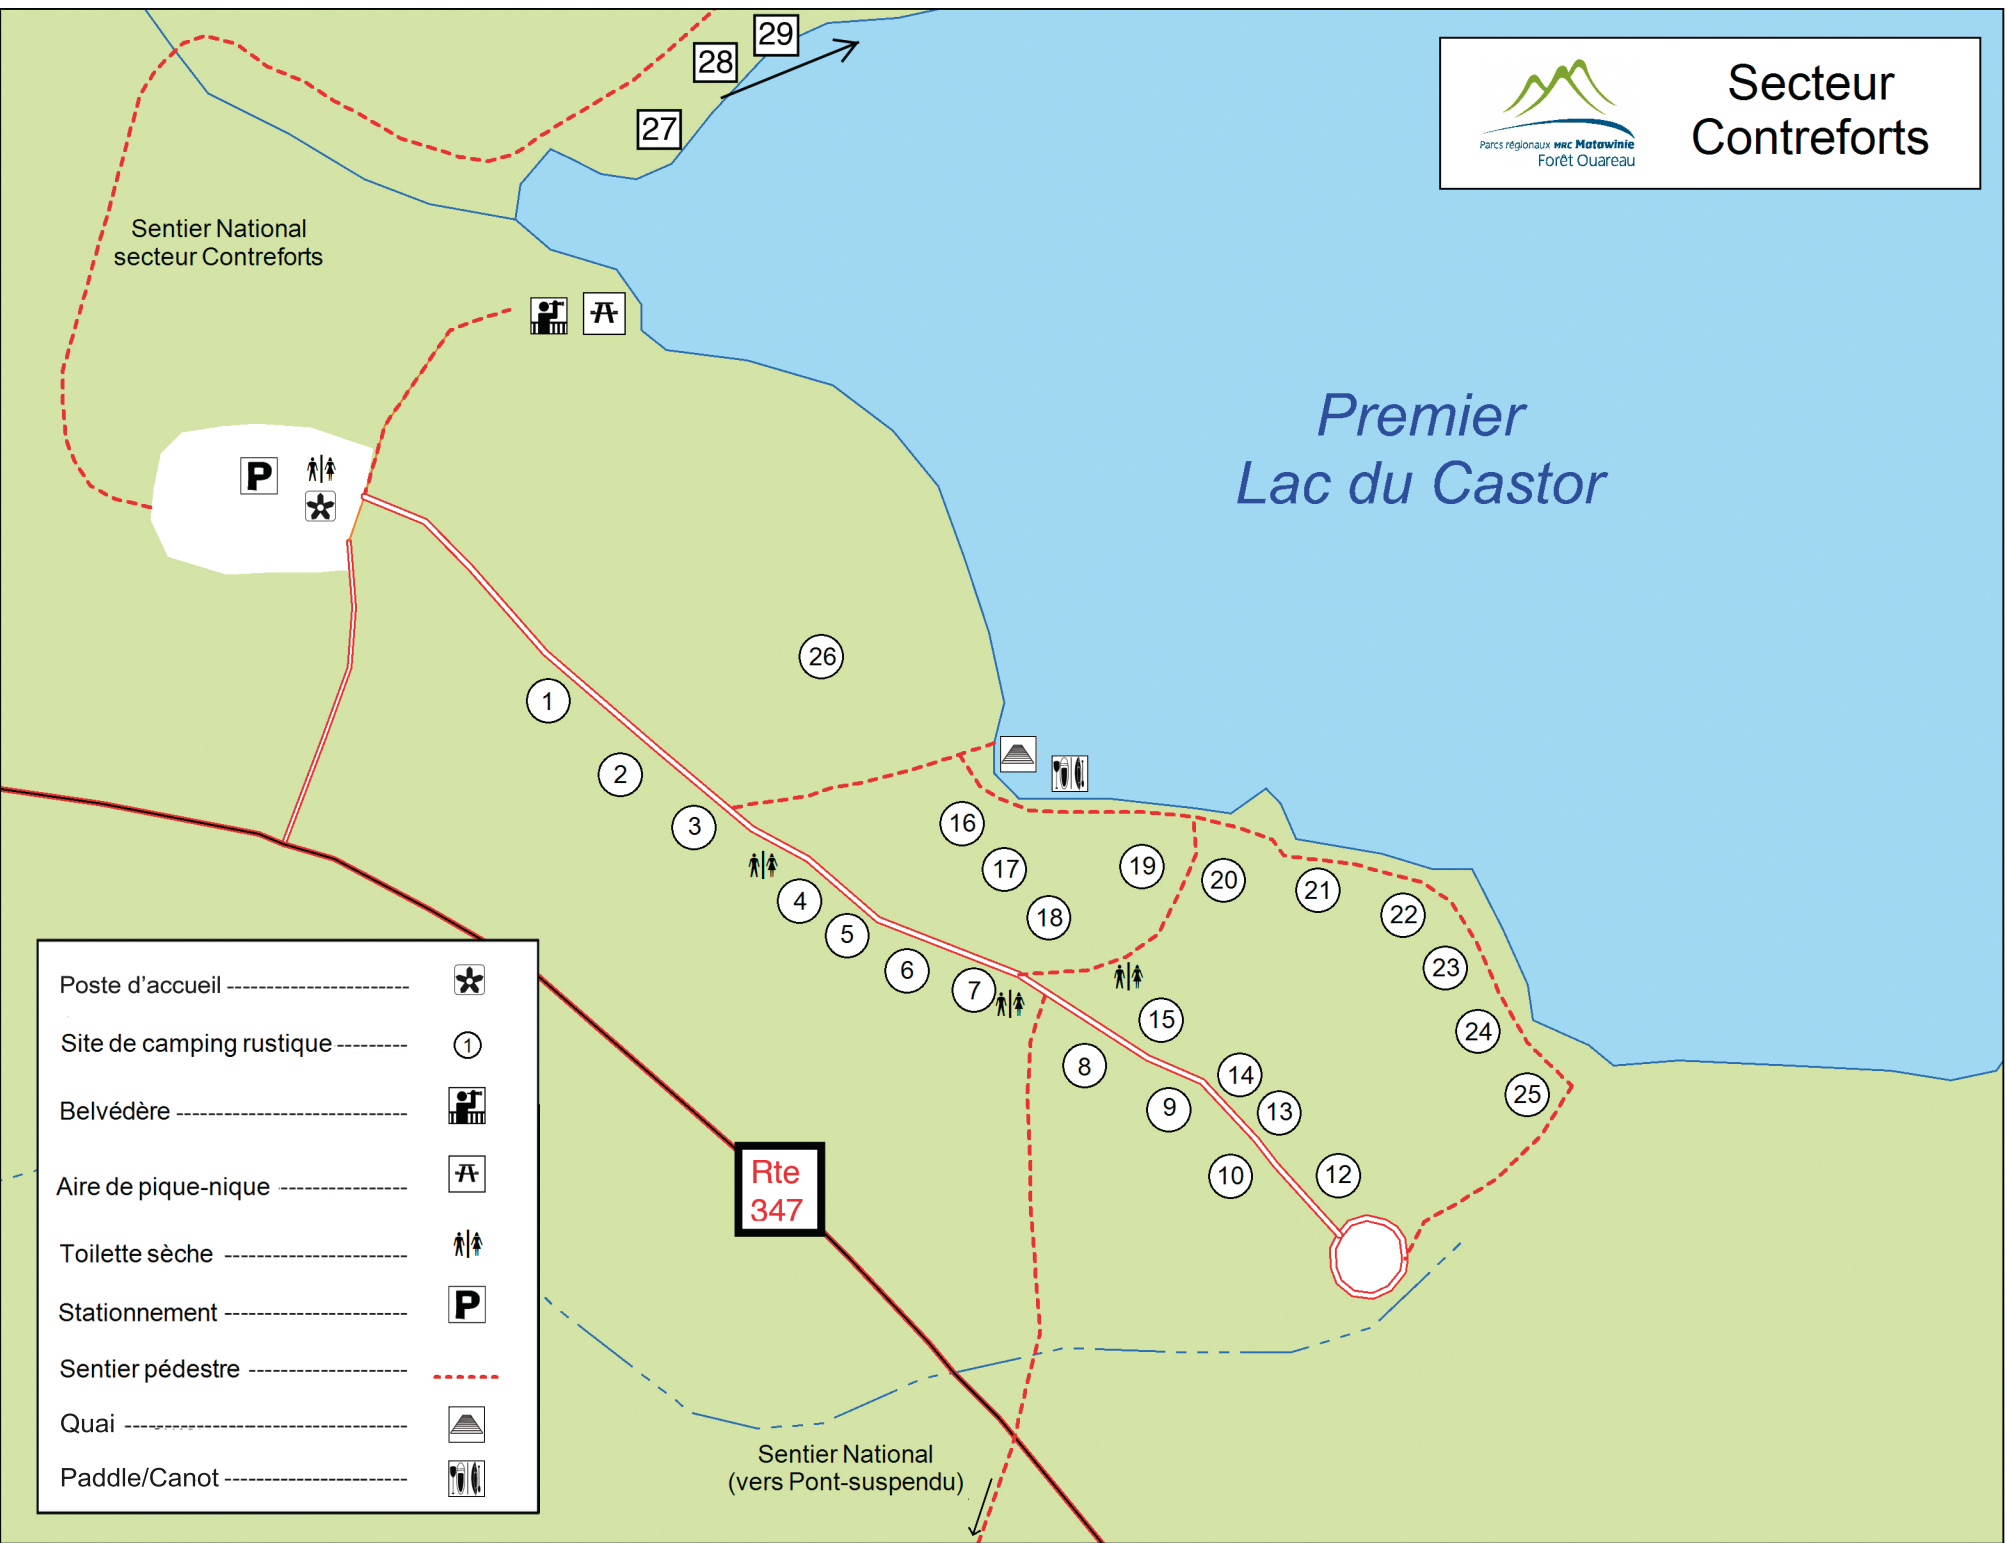 29
28
27
Secteur
Contreforts
Parcs régionaux MRC Matawinie
Forêt Ouareau
Sentier National
secteur Contreforts
Premier
Lac du Castor
P
26
1
2
3
4
5
6
7
16
17
18
19
20
21
22
23
24
25
15
8
14
9
13
10
12
Rte
347
Poste d'accueil
Site de camping rustique 1
Belvédère
Aire de pique-nique
Toilette sèche
Stationnement P
Sentier pédestre
Quai
Paddle/Canot
Sentier National
(vers Pont-suspendu)